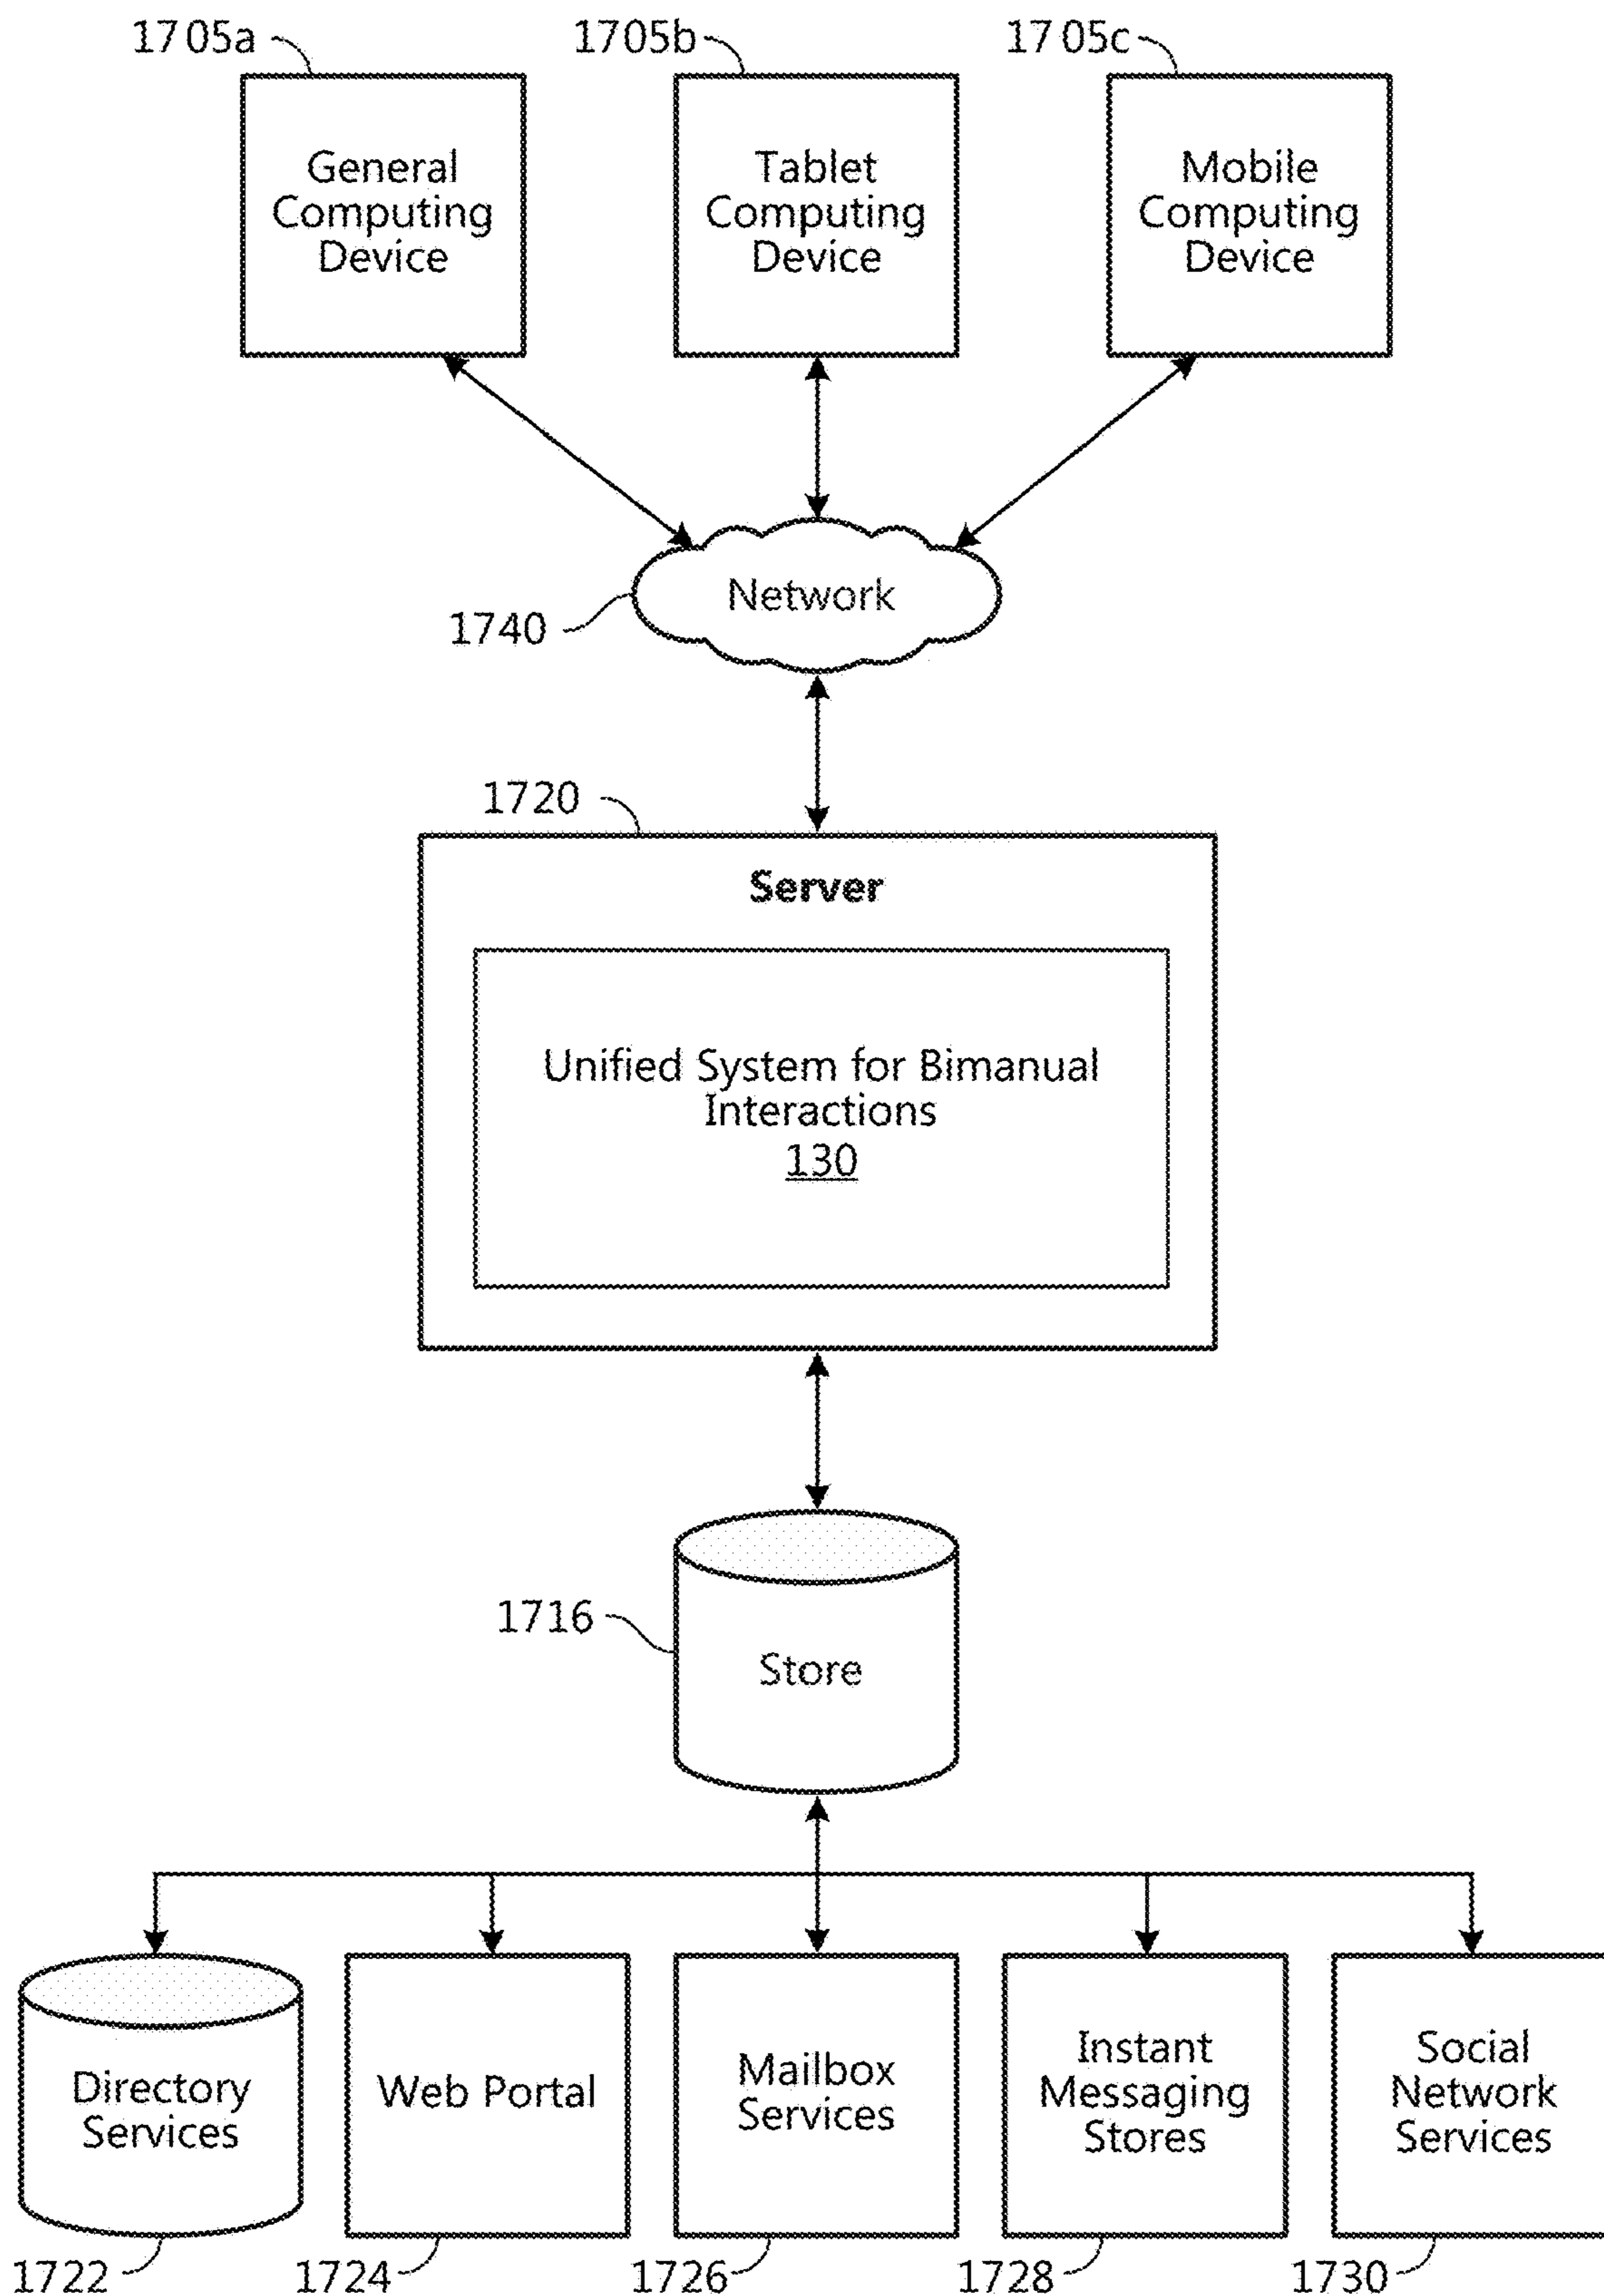 1705a
1705b
1705c
General
Computing
Device
Tablet
Computing
Device
Mobile
Computing
Device
Network
1740
1720
Server
Unified System for Bimanual
Interactions
130
1716
Store
Directory
Services
Web Portal
Mailbox
Services
Instant
Messaging
Stores
Social
Network
Services
1722
1724
1726
1728
1730